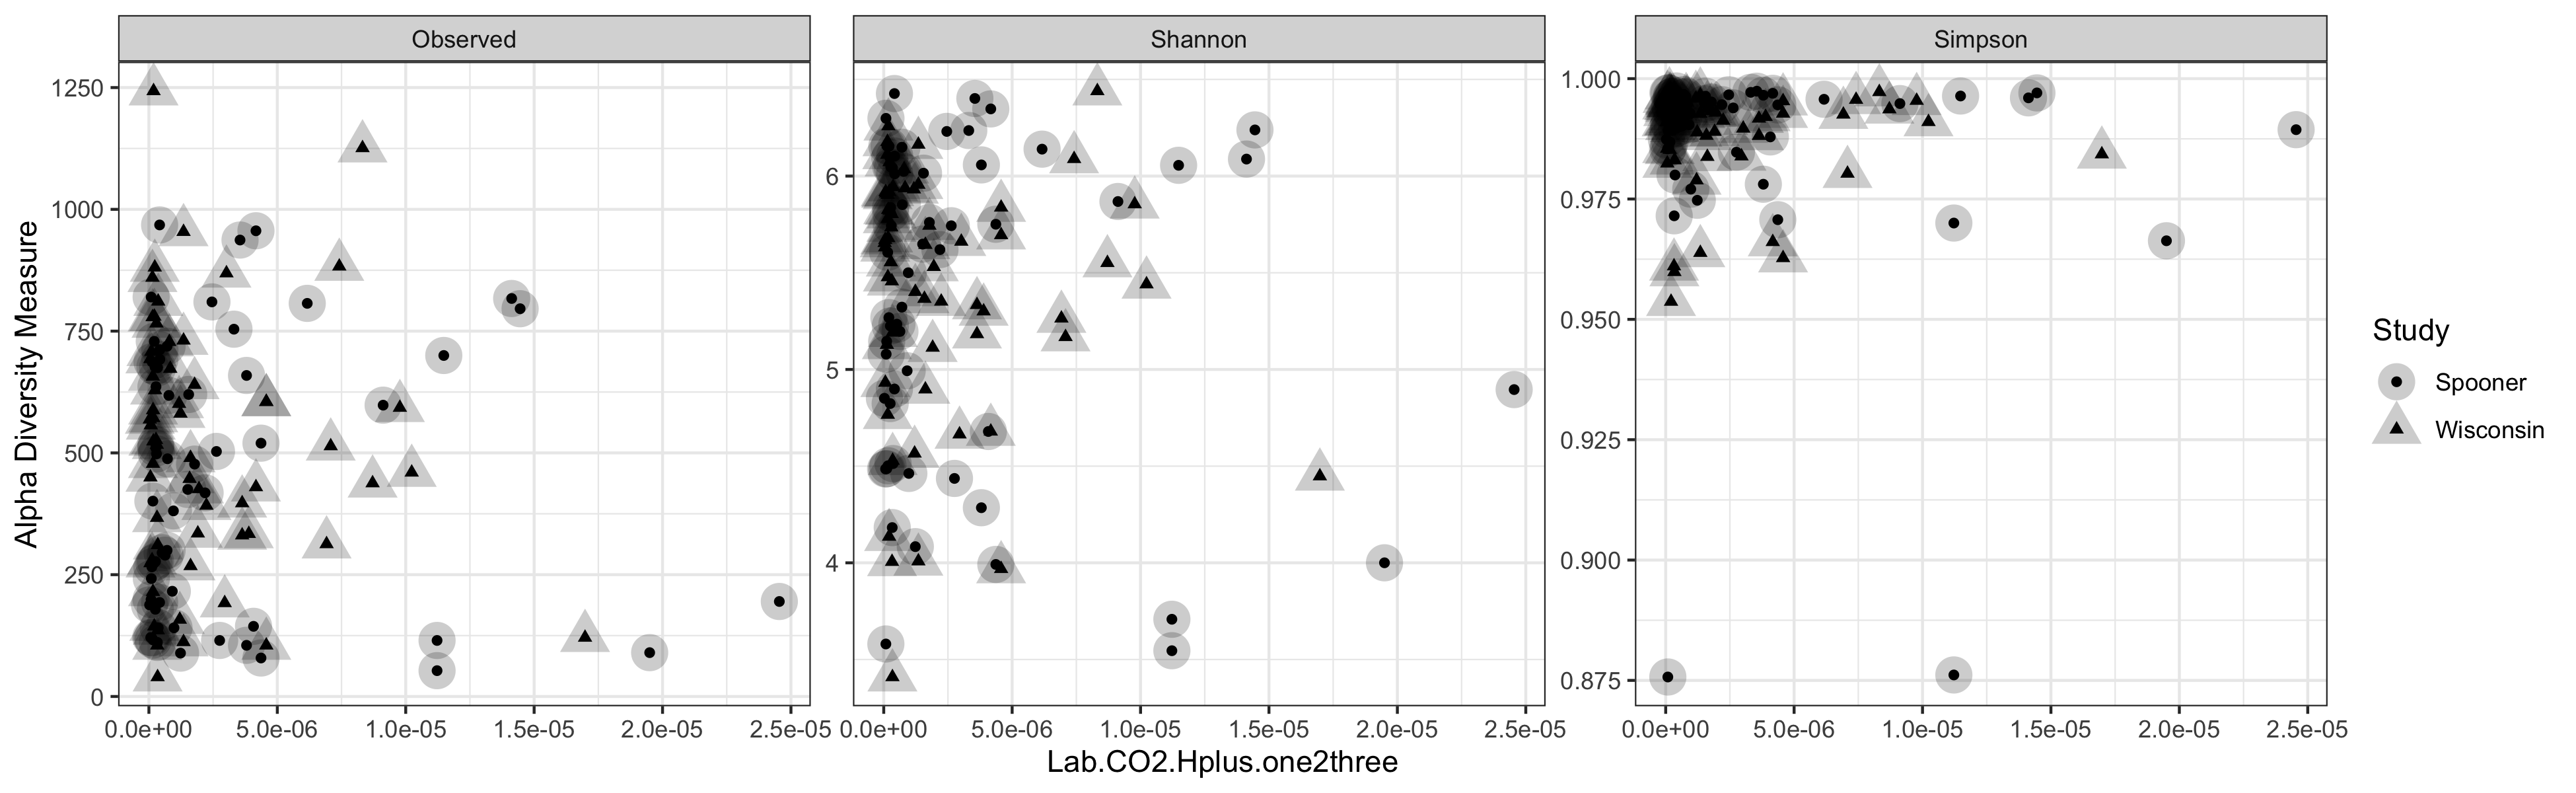 Observed
Shannon
Simpson
Alpha Diversity Measure
1250
1000
750
500
250
0
0.0e+00 5.0e-06 1.0e-05 1.5e-05 2.0e-05 2.5e-05
6
5
4
0.0e+00 5.0e-06 1.0e-05 1.5e-05 2.0e-05 2.5e-05
1.000
0.975
0.950
0.925
0.900
0.875
0.0e+00 5.0e-06 1.0e-05 1.5e-05 2.0e-05 2.5e-05
Lab.CO2.Hplus.one2three
Study
Spooner
Wisconsin